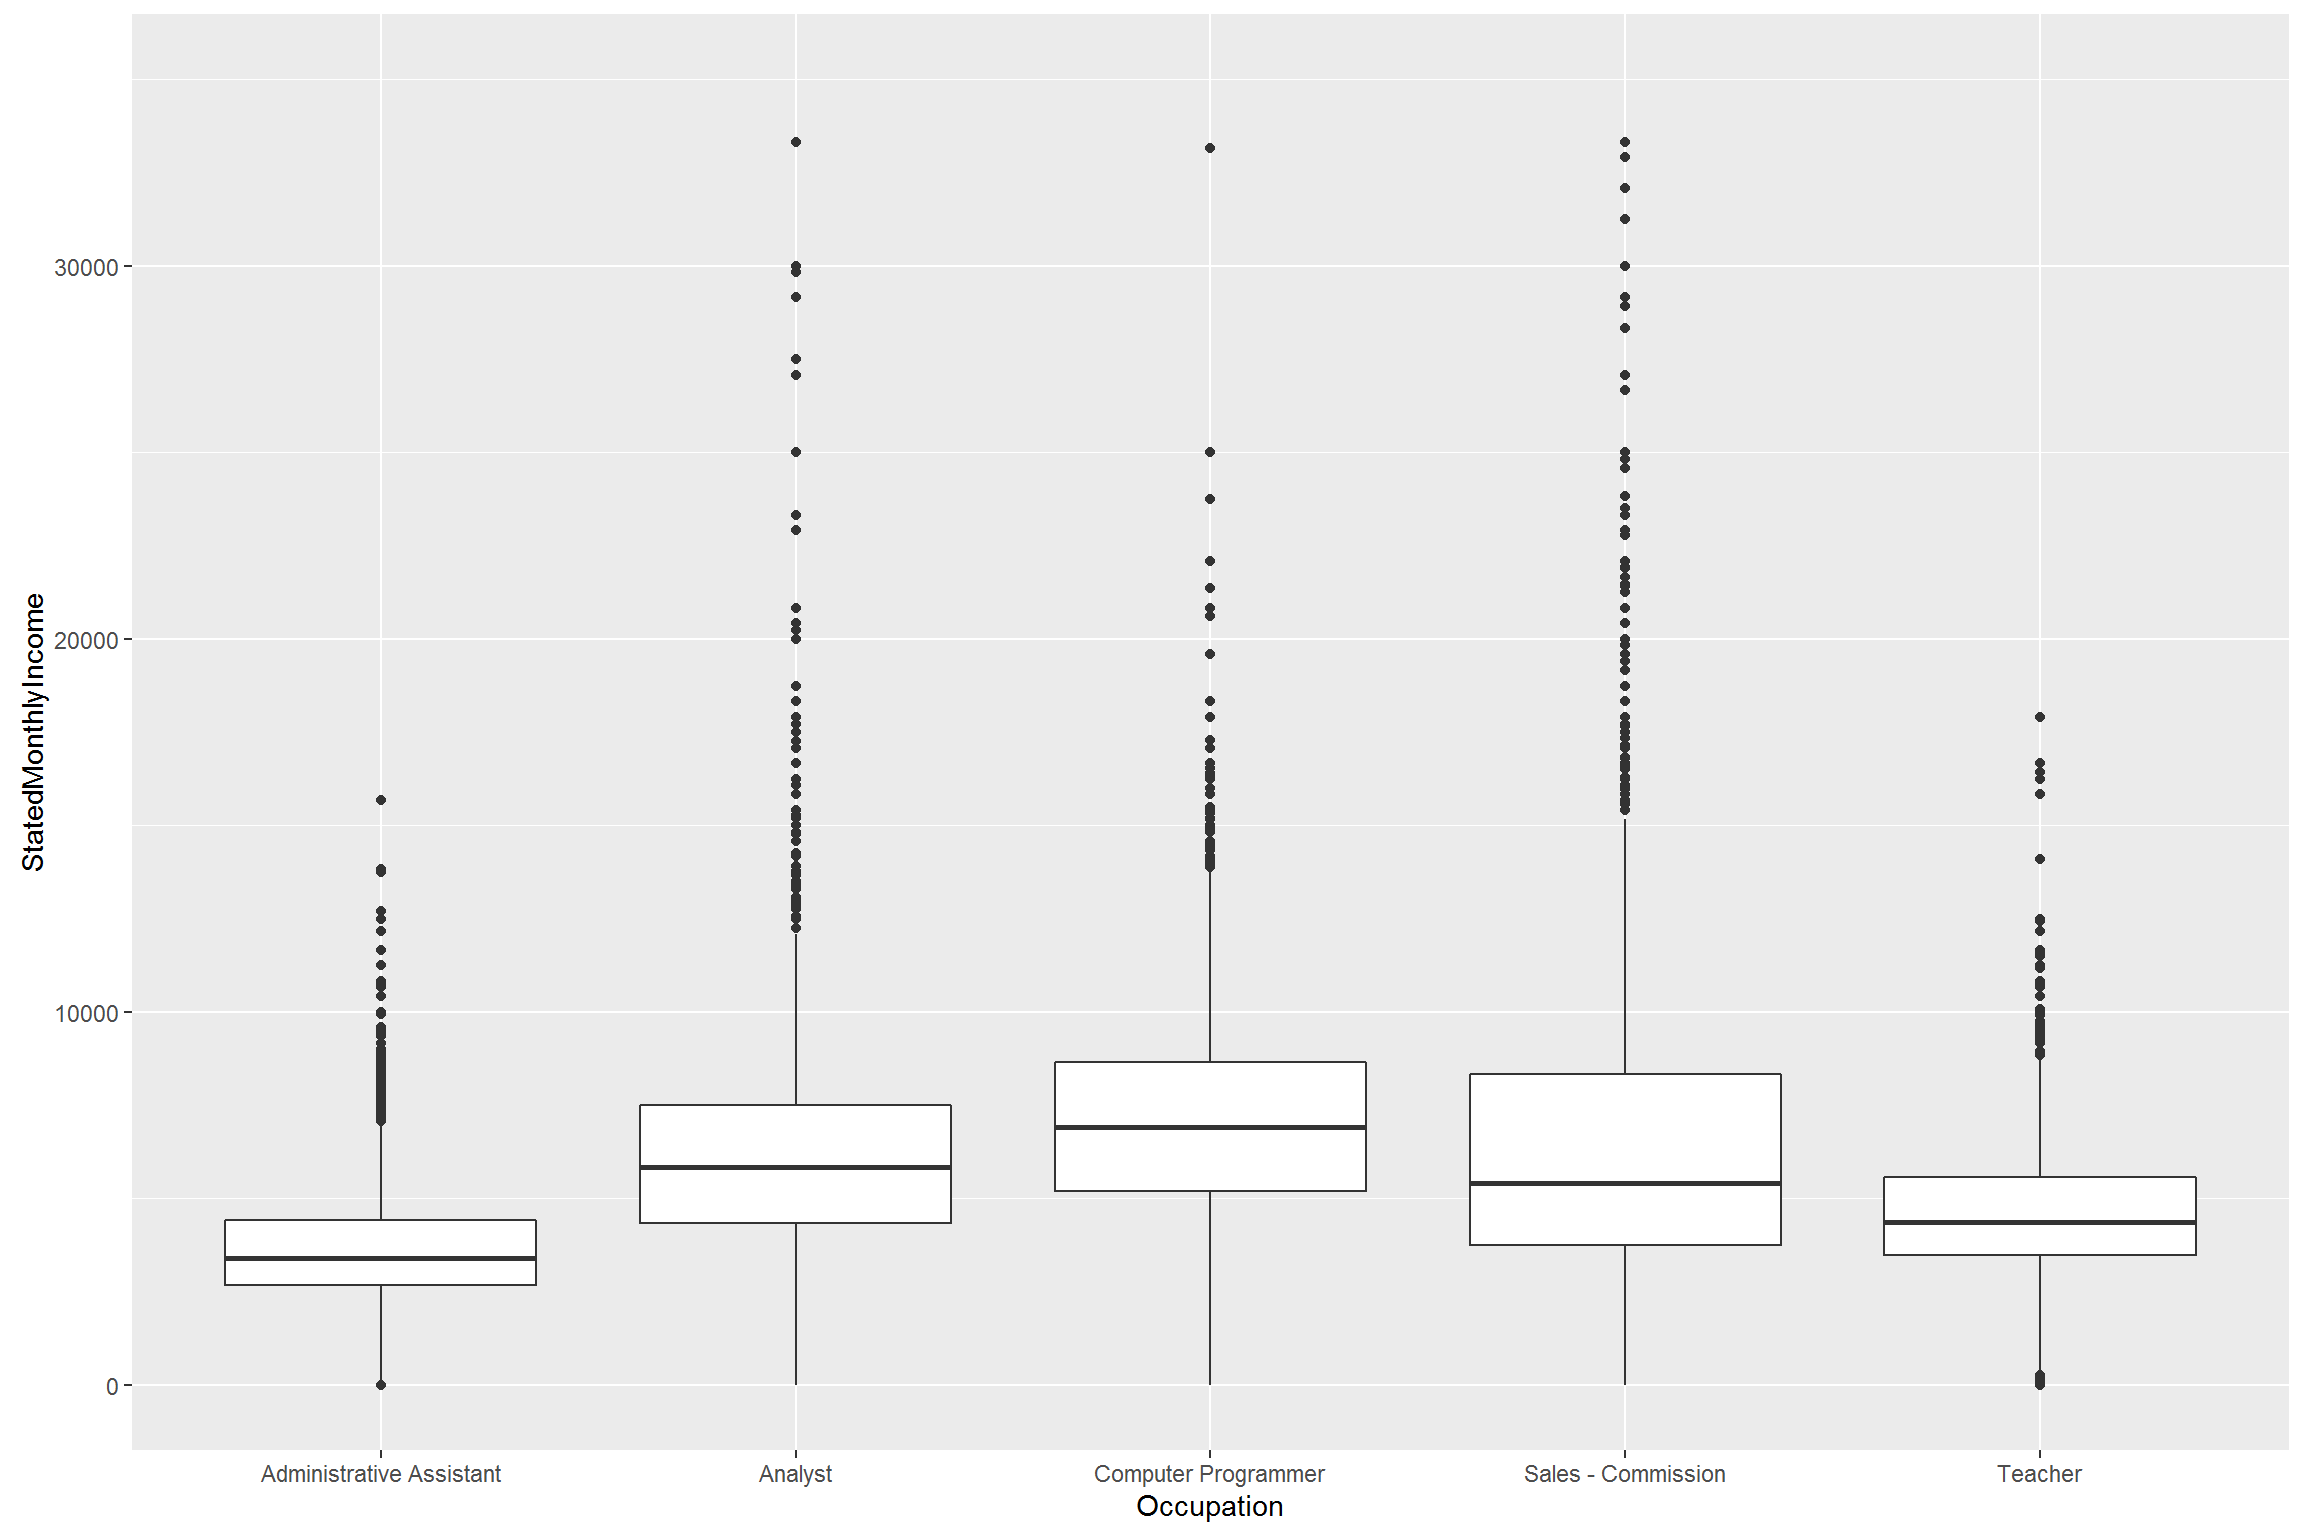 StatedMonthlyIncome
30000
20000
10000
0
Administrative Assistant
Analyst
Computer Programmer
Sales - Commission
Teacher
Occupation